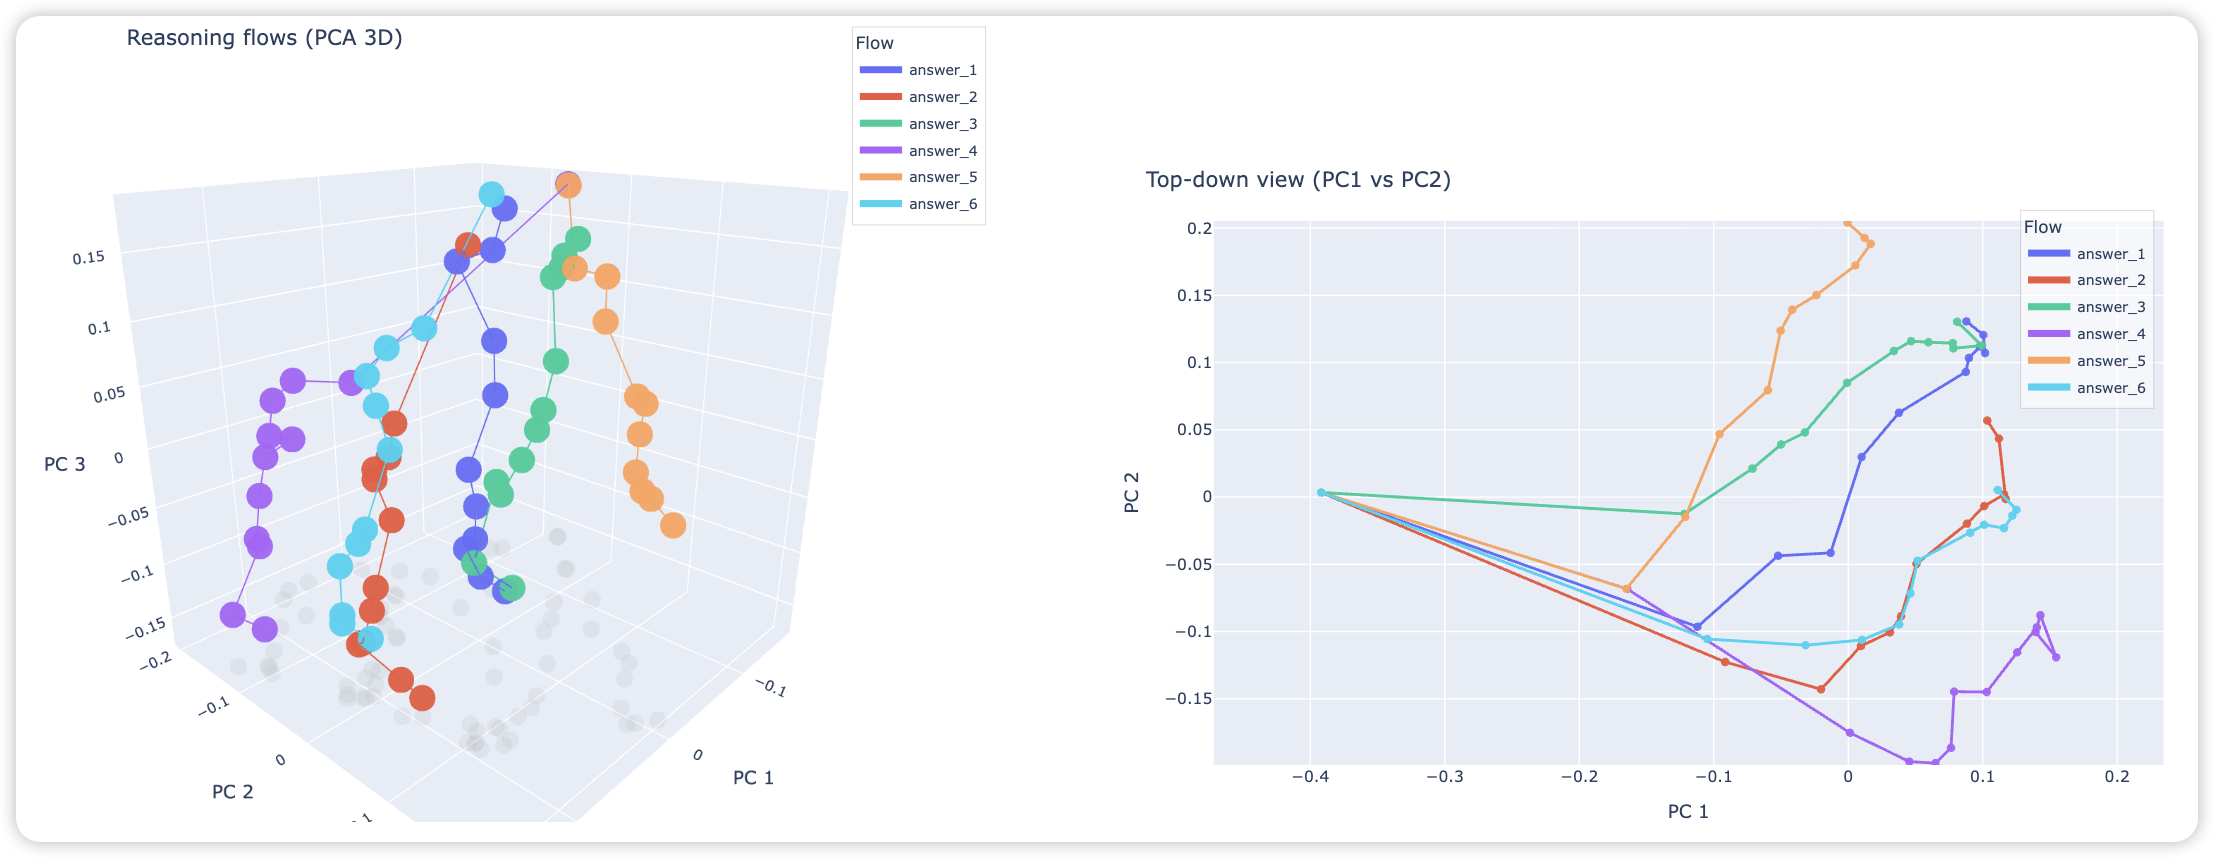 Reasoning flows (PCA 3D)
Flow
answer_1
answer_2
answer_3
answer_4
answer_5
answer_6
0.15
0.1
0.05
0
−0.05
−0.1
−0.15
PC 3
−0.2
−0.1
0
PC 2
−0.1
0
PC 1
Top-down view (PC1 vs PC2)
Flow
answer_1
answer_2
answer_3
answer_4
answer_5
answer_6
0.2
0.15
0.1
0.05
0
−0.05
−0.1
−0.15
PC 2
−0.4
−0.3
−0.2
−0.1
0
0.1
0.2
PC 1